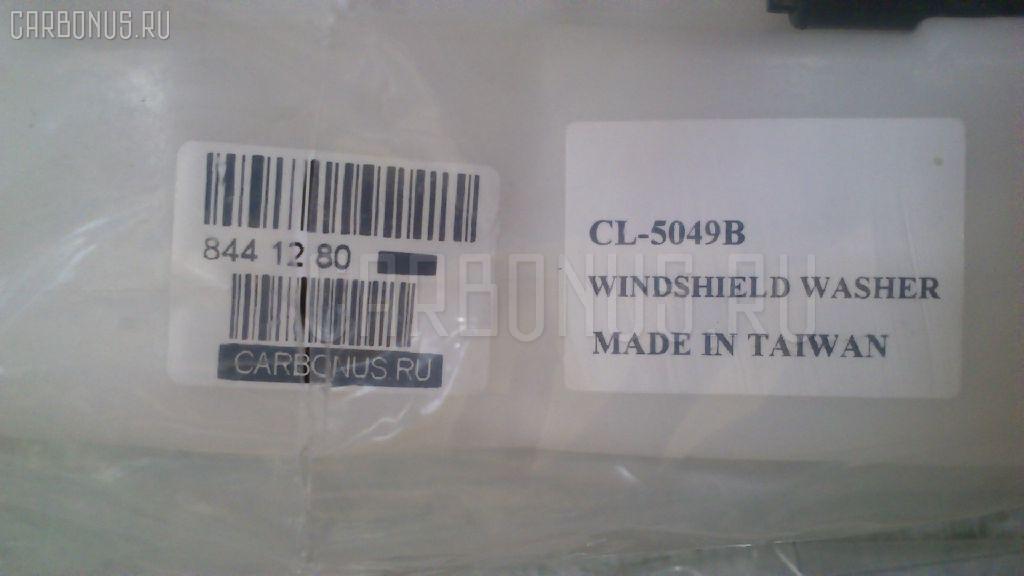 CARBONUS.RU
844 12 80
CARBONUS RU
CL-5049B
WINDSHIELD WASHER
MADE IN TAIWAN
CARBONUS RU